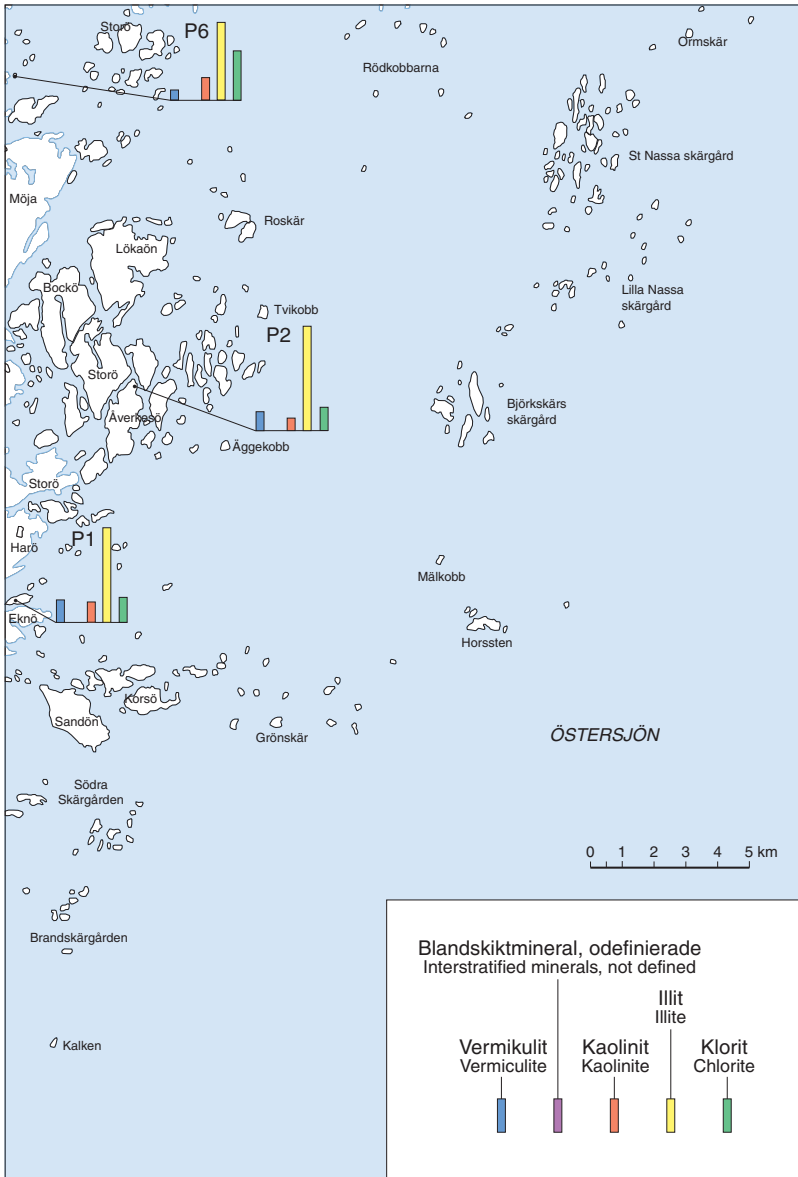 Storö
P6
Ormskär
Rödkobbarna
St Nassa skärgård
Möja
Roskär
Lökaön
Bockö
Lilla Nassa
skärgård
Tvikobb
P2
Storö
Åverkesö
Björkskärs
skärgård
Äggekobb
Storö
P1
Harö
Mälkobb
Eknö
Horssten
Korsö
Sandön
Grönskär
ÖSTERSJÖN
Södra
Skärgården
0 1 2 3 4 5 km
Brandskärgården
Kalken
Blandskiktmineral, odefinierade
Interstratified minerals, not defined
Illit
Illite
Vermikulit
Vermiculite
Kaolinit
Kaolinite
Klorit
Chlorite